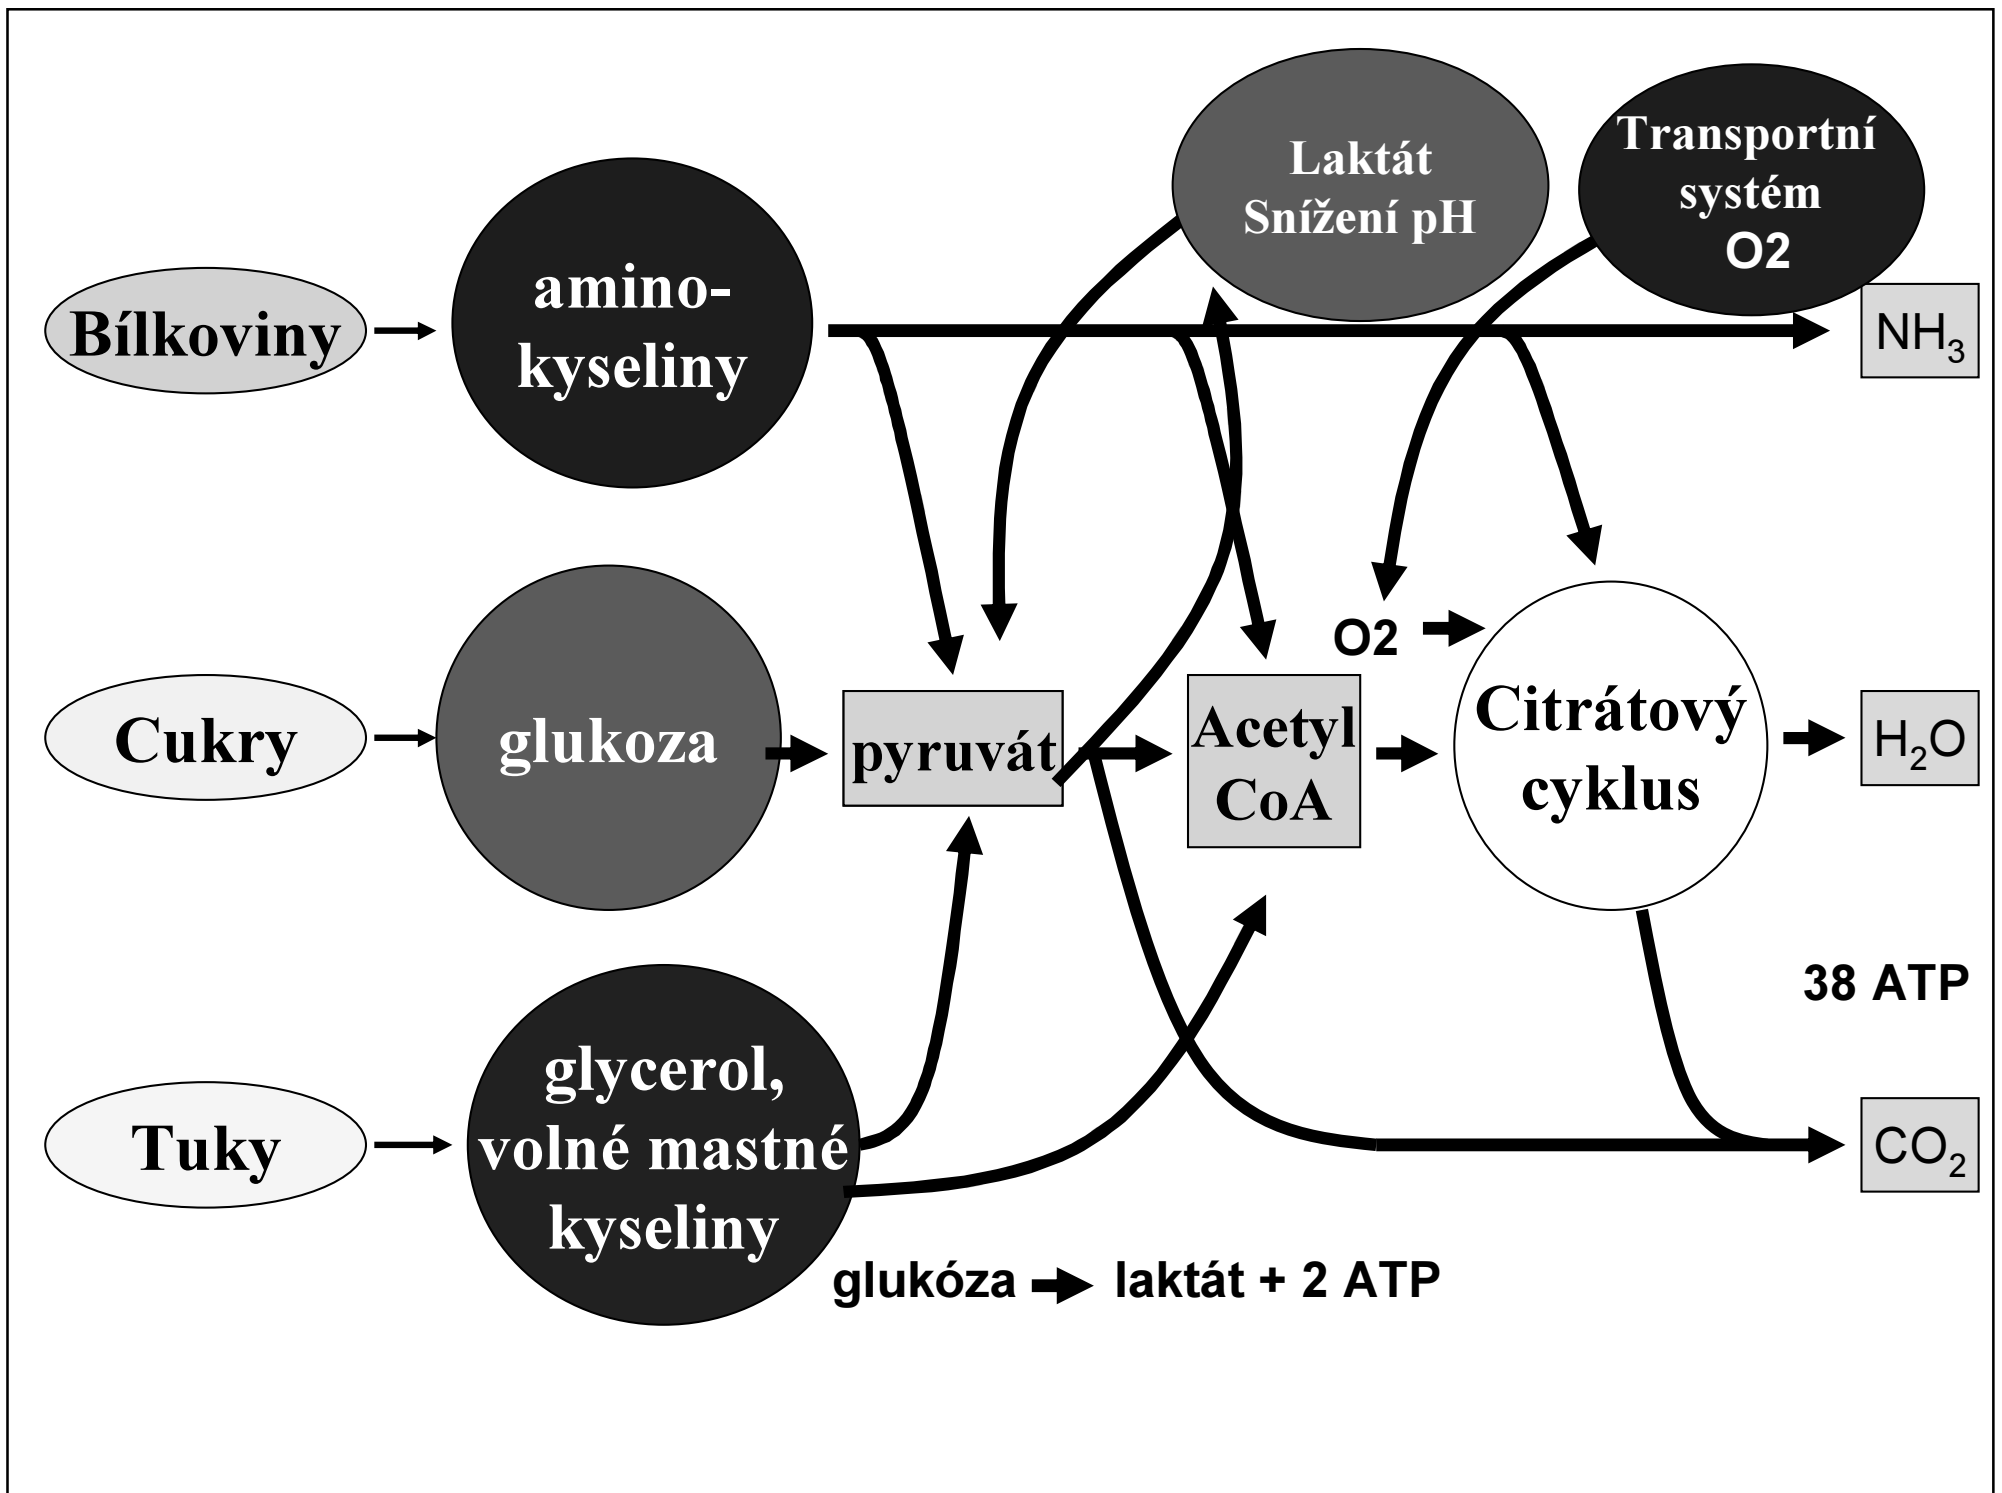 Laktát
Snížení pH
Transportní
systém
O2
Bílkoviny
amino-
kyseliny
NH3
O2
Cukry
glukoza
pyruvát
Acetyl
CoA
Citrátový
cyklus
H2O
38 ATP
Tuky
glycerol,
volné mastné
kyseliny
CO2
glukóza laktát + 2 ATP